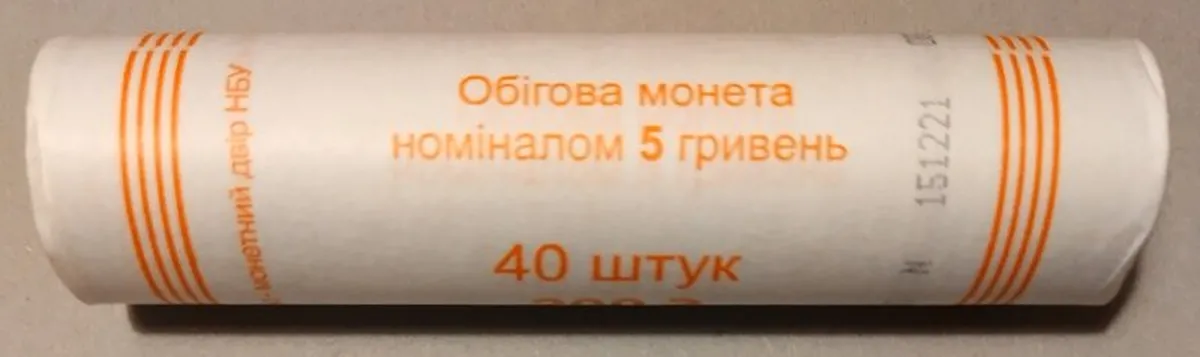 Обігова монета
номіналом 5 гривень
40 штук
монетний двір НБУ
N 151221